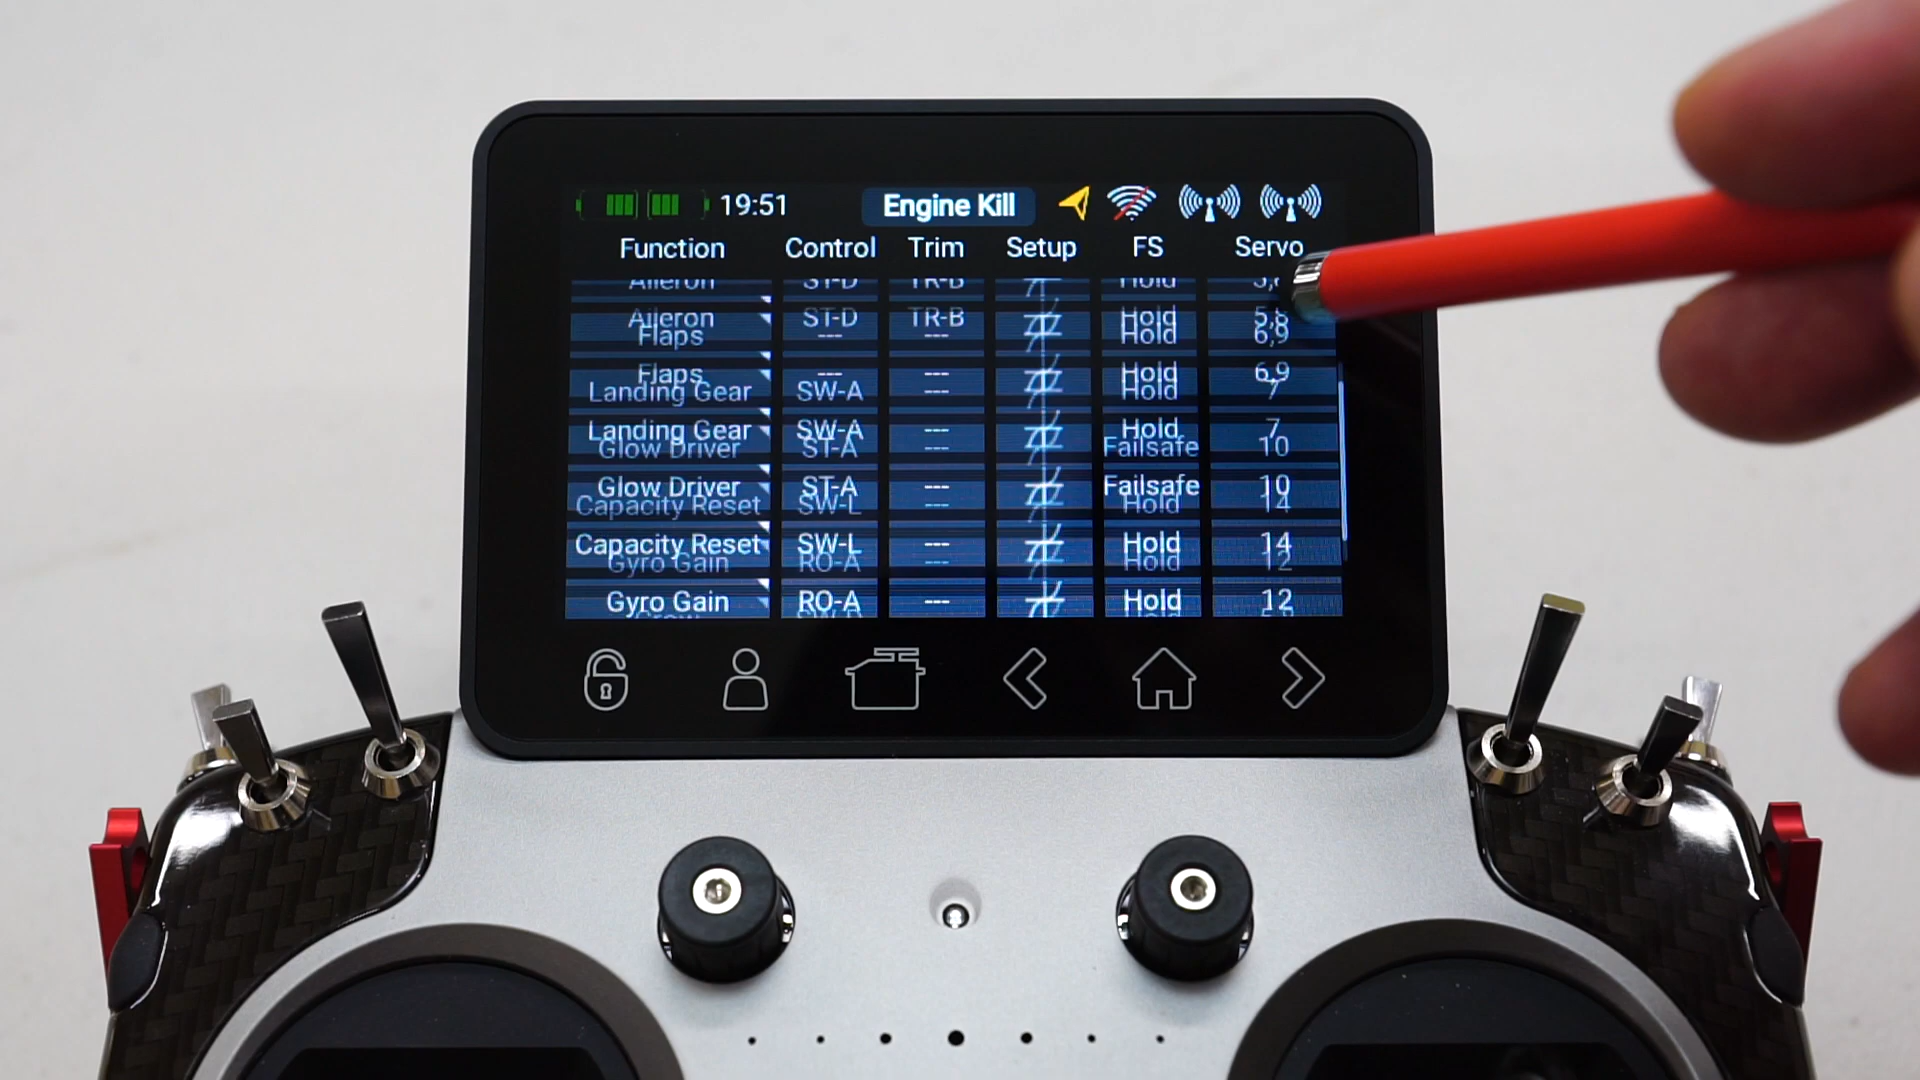 19:51 Engine Kill
Function Control Trim Setup FS Servo
Aileron ST-D TR-B Hold
Aileron ST-D TR-B Hold 5,8
Flaps --- --- Hold 6,9
Flaps --- --- Hold 6,9
Landing Gear SW-A Hold 7
Landing Gear SW-A --- Hold 7
Glow Driver ST-A Failsafe 10
Glow Driver ST-A --- Failsafe 10
Capacity Reset SW-L Hold 14
Capacity Reset SW-L --- Hold 14
Gyro Gain RO-A Hold 12
Gyro Gain RO-A --- Hold 12